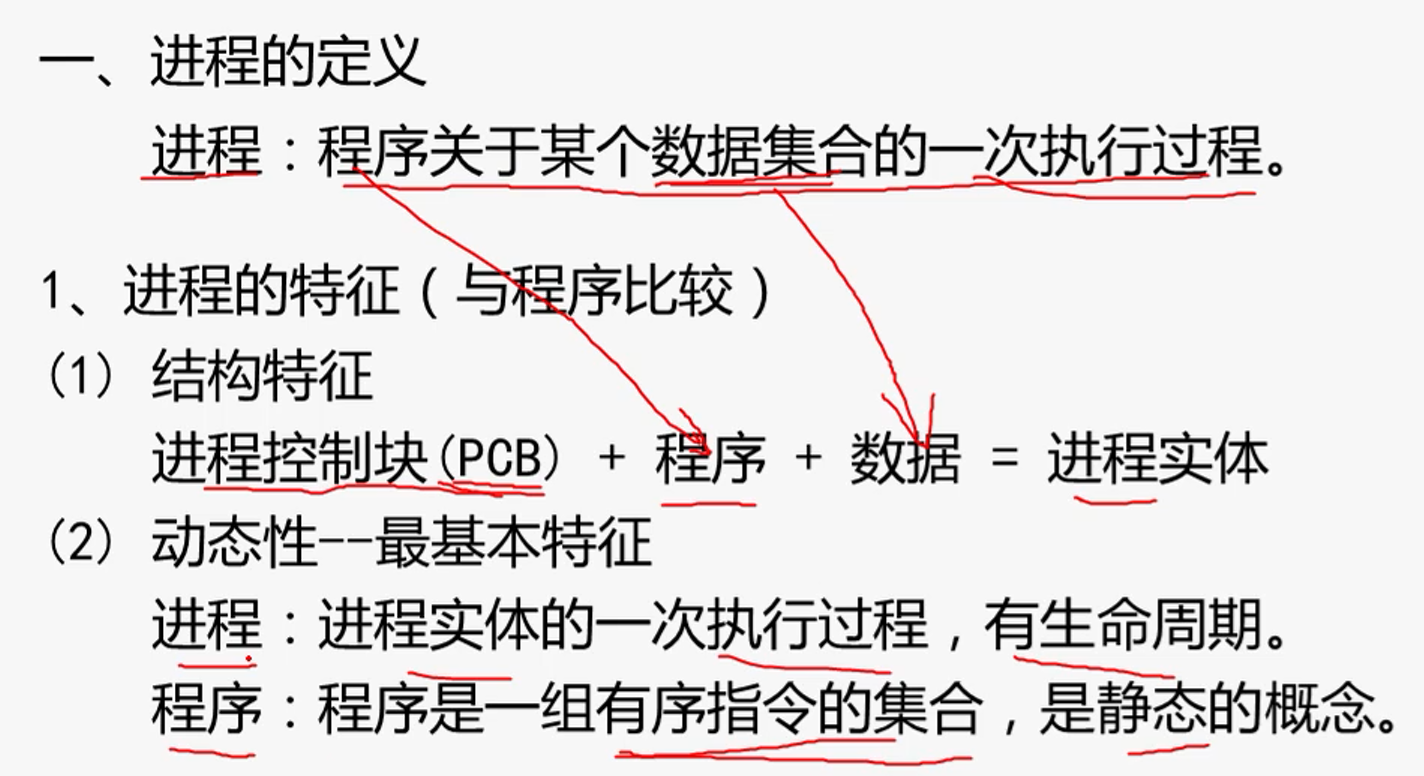 一、进程的定义
进程：程序关于某个数据集合的一次执行过程。
1、进程的特征（与程序比较）
(1) 结构特征
进程控制块(PCB) + 程序 + 数据 = 进程实体
(2) 动态性--最基本特征
进程：进程实体的一次执行过程，有生命周期。
程序：程序是一组有序指令的集合，是静态的概念。